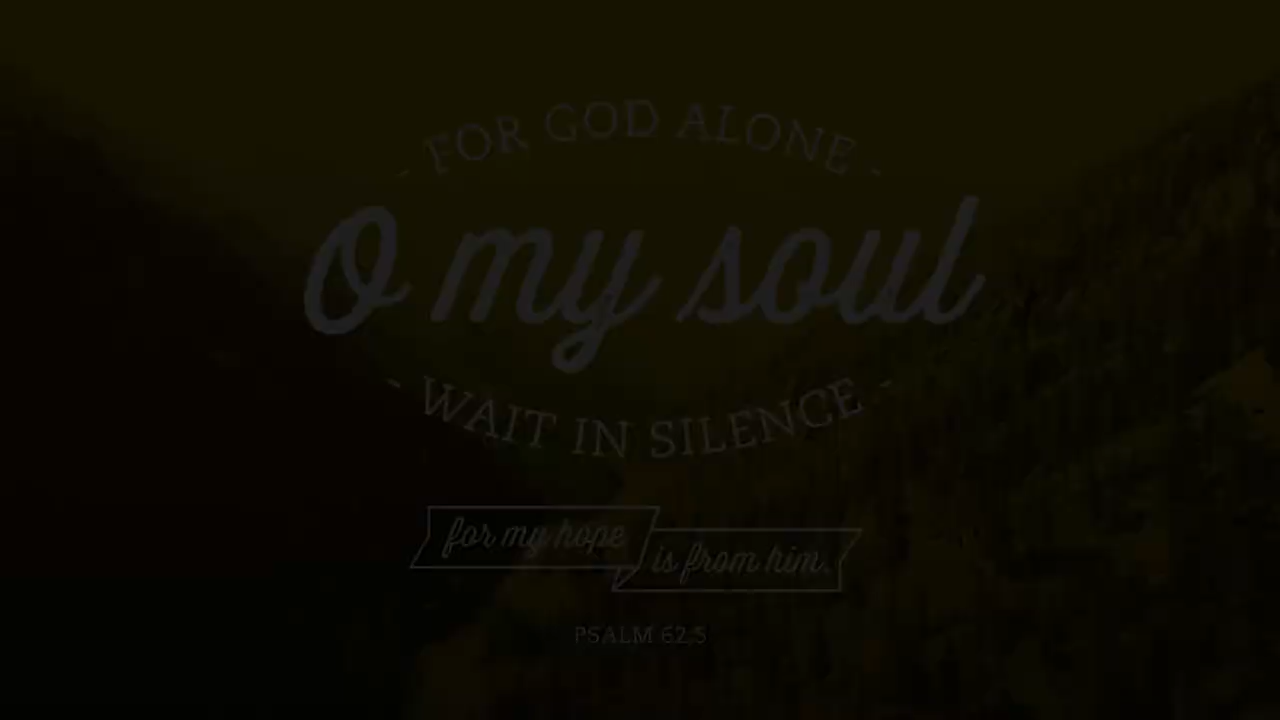 - FOR GOD ALONE -
O my soul
- WAIT IN SILENCE -
for my hope
is from him.
PSALM 62:5